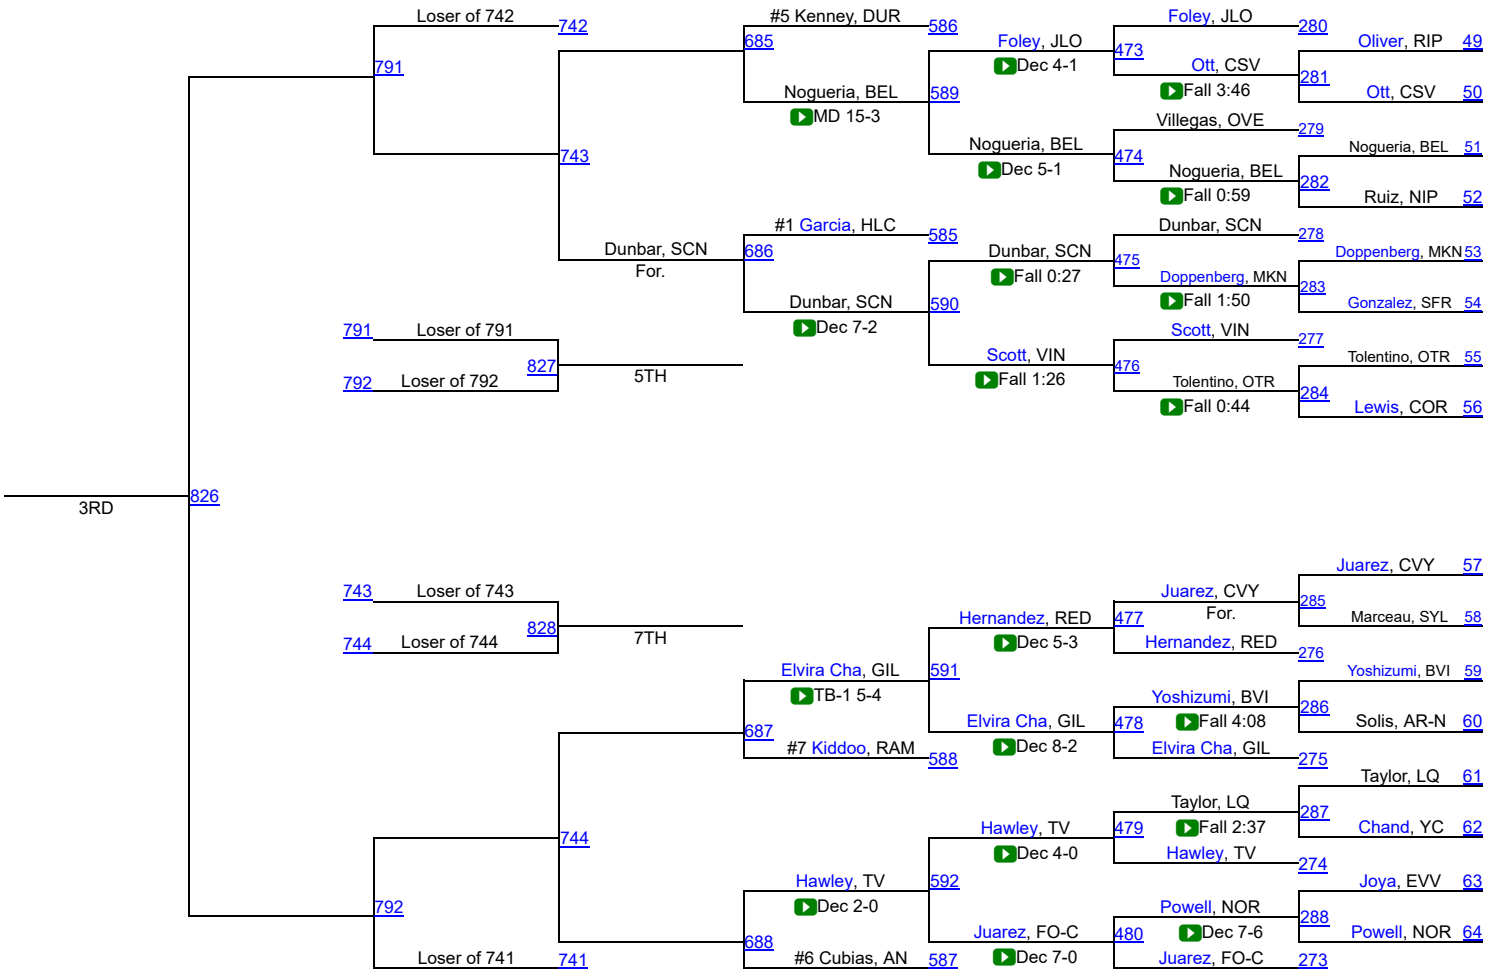 Loser of 742
742
#5 Kenney, DUR
586
Foley, JLO
280
685
Foley, JLO
473
Oliver, RIP 49
791
Dec 4-1
Ott, CSV
281
Nogueria, BEL
589
Fall 3:46
Ott, CSV 50
MD 15-3
Villegas, OVE
279
743
Nogueria, BEL
474
Nogueria, BEL 51
Dec 5-1
Nogueria, BEL
282
Fall 0:59
Ruiz, NIP 52
#1 Garcia, HLC
585
Dunbar, SCN
278
Dunbar, SCN
686
Dunbar, SCN
475
Doppenberg, MKN 53
For.
Fall 0:27
Doppenberg, MKN
283
Dunbar, SCN
590
Fall 1:50
Gonzalez, SFR 54
791
Loser of 791
Dec 7-2
Scott, VIN
277
827
5TH
Scott, VIN
476
Tolentino, OTR 55
792
Loser of 792
Fall 1:26
Tolentino, OTR
284
Fall 0:44
Lewis, COR 56
826
3RD
Juarez, CVY 57
743
Loser of 743
Juarez, CVY
285
828
7TH
Hernandez, RED
477
For.
Marceau, SYL 58
744
Loser of 744
Dec 5-3
Hernandez, RED
276
Elvira Cha, GIL
591
Yoshizumi, BVI 59
TB-1 5-4
Yoshizumi, BVI
286
687
Elvira Cha, GIL
478
Fall 4:08
Solis, AR-N 60
#7 Kiddoo, RAM
588
Dec 8-2
Elvira Cha, GIL
275
Taylor, LQ 61
Taylor, LQ
287
744
Hawley, TV
479
Fall 2:37
Chand, YC 62
Dec 4-0
Hawley, TV
274
Hawley, TV
592
Joya, EVV 63
792
Dec 2-0
Powell, NOR
288
688
Juarez, FO-C
480
Dec 7-6
Powell, NOR 64
Loser of 741
741
#6 Cubias, AN
587
Dec 7-0
Juarez, FO-C
273